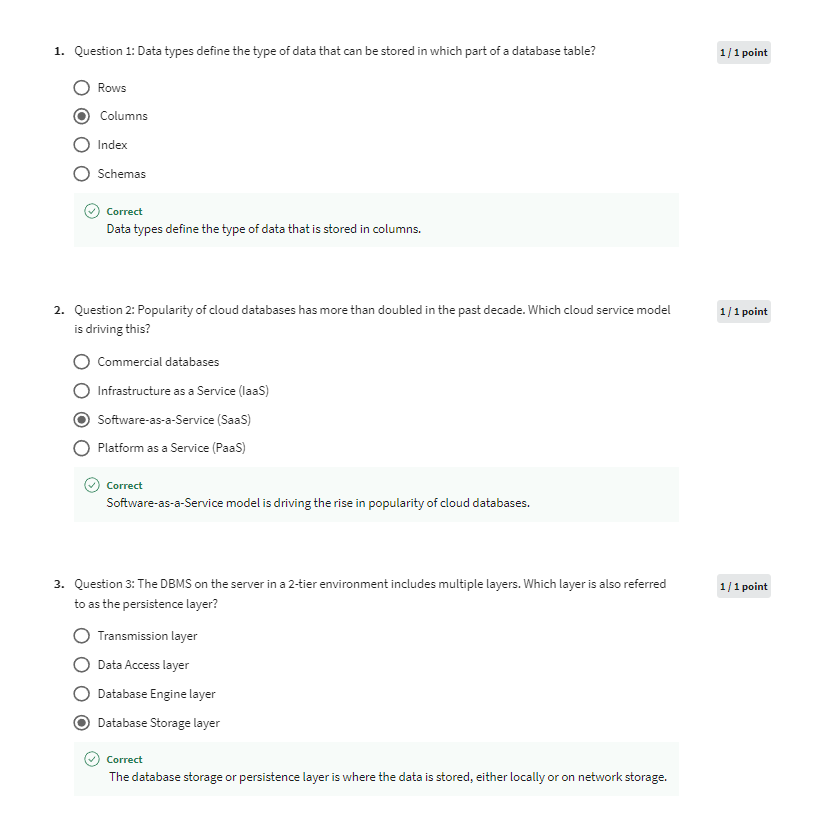 1. Question 1: Data types define the type of data that can be stored in which part of a database table?
1 / 1 point
Rows
Columns
Index
Schemas
Correct
Data types define the type of data that is stored in columns.
2. Question 2: Popularity of cloud databases has more than doubled in the past decade. Which cloud service model
is driving this?
1 / 1 point
Commercial databases
Infrastructure as a Service (IaaS)
Software-as-a-Service (SaaS)
Platform as a Service (PaaS)
Correct
Software-as-a-Service model is driving the rise in popularity of cloud databases.
3. Question 3: The DBMS on the server in a 2-tier environment includes multiple layers. Which layer is also referred
to as the persistence layer?
1 / 1 point
Transmission layer
Data Access layer
Database Engine layer
Database Storage layer
Correct
The database storage or persistence layer is where the data is stored, either locally or on network storage.